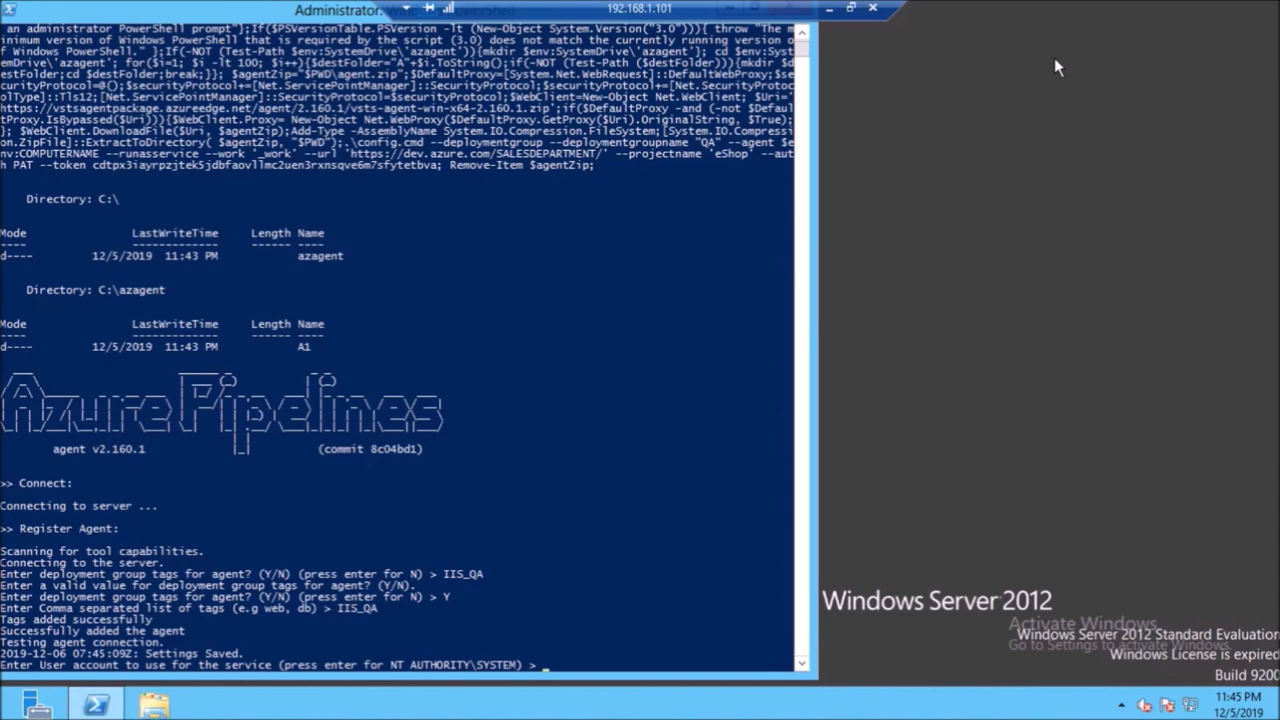 Administrator: Windows PowerShell
192.168.1.101
an administrator PowerShell prompt"};If($PSVersionTable.PSVersion -lt (New-Object System.Version("3.0"))){ throw "The m
inimum version of Windows PowerShell that is required by the script (3.0) does not match the currently running version o
f Windows PowerShell." };If(-NOT (Test-Path $env:SystemDrive\'azagent')){mkdir $env:SystemDrive\'azagent'}; cd $env:Syst
emDrive\'azagent'; for($i=1; $i -lt 100; $i++){$destFolder="A"+$i.ToString();if(-NOT (Test-Path ($destFolder))){mkdir $d
estFolder;cd $destFolder;break;}}; $agentZip="$PWD\agent.zip";$DefaultProxy=[System.Net.WebRequest]::DefaultWebProxy;$se
curityProtocol=@();$securityProtocol+=[Net.ServicePointManager]::SecurityProtocol;$securityProtocol+=[Net.SecurityProtoc
olType]::Tls12;[Net.ServicePointManager]::SecurityProtocol=$securityProtocol;$WebClient=New-Object Net.WebClient; $Uri='
https://vstsagentpackage.azureedge.net/agent/2.160.1/vsts-agent-win-x64-2.160.1.zip';if($DefaultProxy -and (-not $Defaul
tProxy.IsBypassed($Uri))){$WebClient.Proxy= New-Object Net.WebProxy($DefaultProxy.GetProxy($Uri).OriginalString, $True);
}; $WebClient.DownloadFile($Uri, $agentZip);Add-Type -AssemblyName System.IO.Compression.FileSystem;[System.IO.Compressi
on.ZipFile]::ExtractToDirectory( $agentZip, "$PWD");.\config.cmd --deploymentgroup --deploymentgroupname "QA" --agent $e
nv:COMPUTERNAME --runasservice --work '_work' --url 'https://dev.azure.com/SALESDEPARTMENT/' --projectname 'eShop' --aut
h PAT --token cdtpx3iayrpzjtek5jdbfaovllmc2uen3rxnsqve6m7sfytetbva; Remove-Item $agentZip;
Directory: C:\
Mode LastWriteTime Length Name
---- ------------- ------ ----
d---- 12/5/2019 11:43 PM azagent
Directory: C:\azagent
Mode LastWriteTime Length Name
---- ------------- ------ ----
d---- 12/5/2019 11:43 PM A1
Azure Pipelines
agent v2.160.1 (commit 8c04bd1)
>> Connect:
Connecting to server ...
>> Register Agent:
Scanning for tool capabilities.
Connecting to the server.
Enter deployment group tags for agent? (Y/N) (press enter for N) > IIS_QA
Enter a valid value for deployment group tags for agent? (Y/N).
Enter deployment group tags for agent? (Y/N) (press enter for N) > Y
Enter Comma separated list of tags (e.g web, db) > IIS_QA
Tags added successfully
Successfully added the agent
Testing agent connection.
2019-12-06 07:45:09Z: Settings Saved.
Enter User account to use for the service (press enter for NT AUTHORITY\SYSTEM) >
Windows Server 2012
Activate Windows
Windows Server 2012 Standard Evaluation
Go to Settings to activate Windows.
Windows License is expired
Build 9200
11:45 PM
12/5/2019